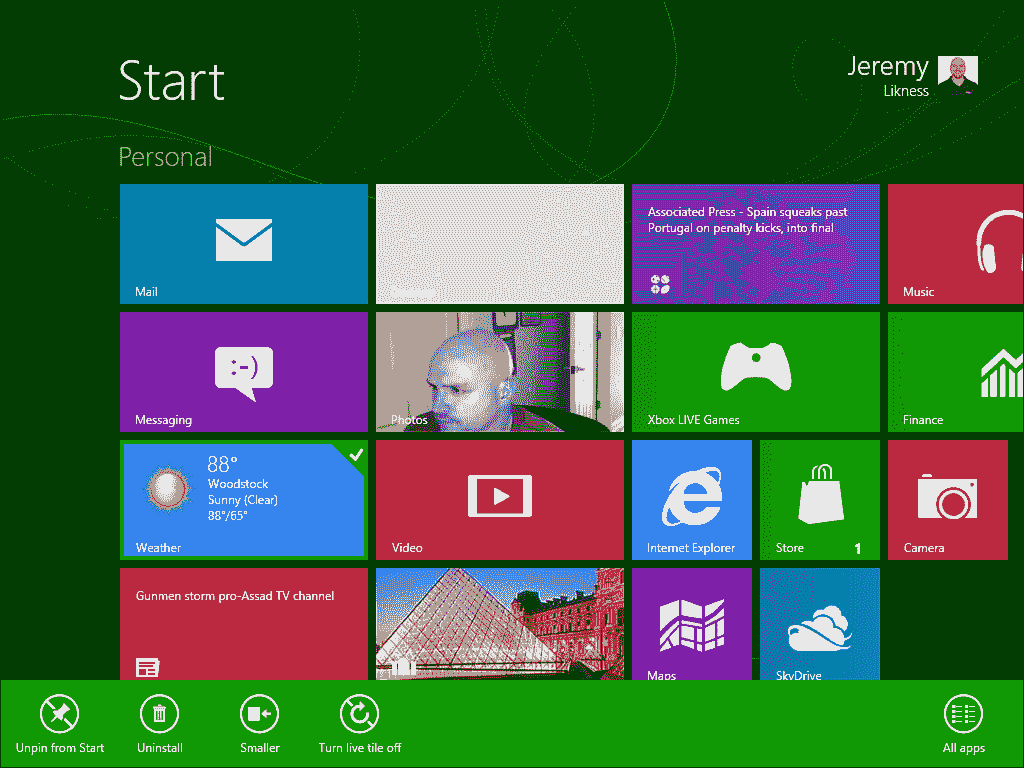 Start
Jeremy
Likness
Personal
Mail
Associated Press - Spain squeaks past
Portugal on penalty kicks, into final
Music
Messaging
:-)
Photos
Xbox LIVE Games
Finance
88°
Woodstock
Sunny (Clear)
88°/65°
Weather
Video
Internet Explorer
Store
1
Camera
Gunmen storm pro-Assad TV channel
Maps
SkyDrive
Unpin from Start
Uninstall
Smaller
Turn live tile off
All apps